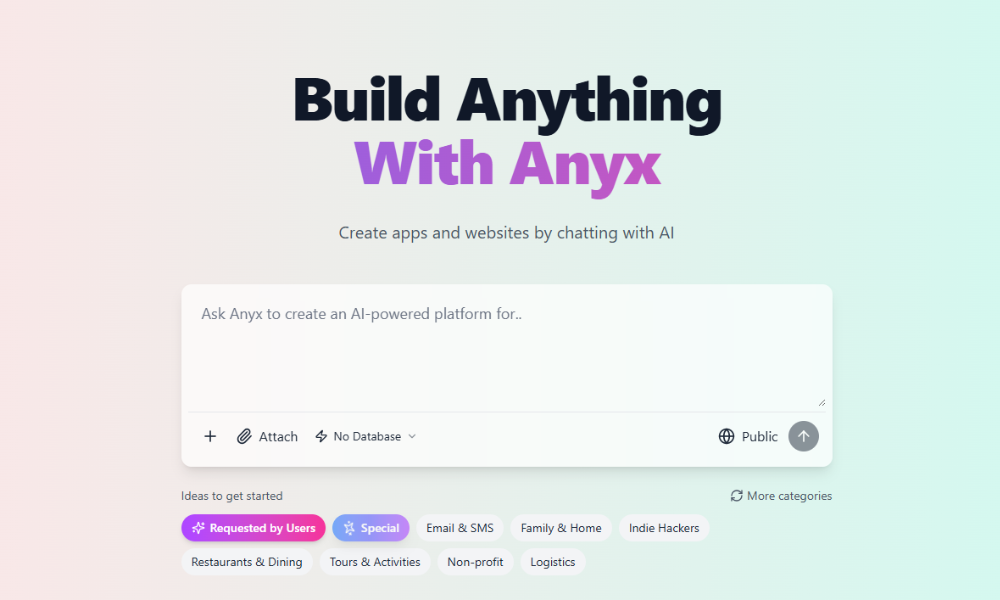 Build Anything
With Anyx
Create apps and websites by chatting with AI
Ask Anyx to create an AI-powered platform for..
Attach No Database Public
Ideas to get started More categories
Requested by Users Special Email & SMS Family & Home Indie Hackers
Restaurants & Dining Tours & Activities Non-profit Logistics